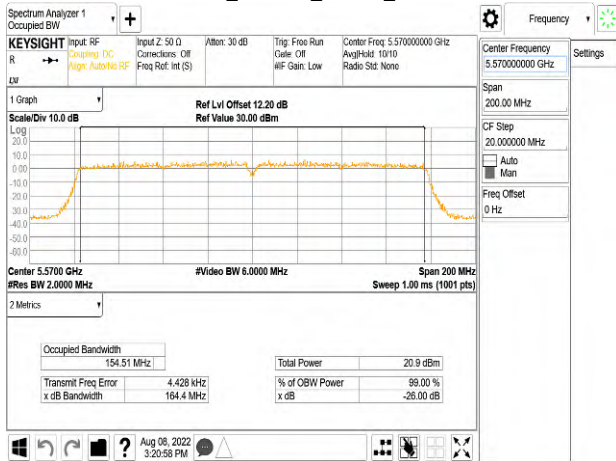 Spectrum Analyzer 1
Occupied BW
Frequency
KEYSIGHT
R
Input: RF
Coupling: DC
Align: Auto/No RF
Input Z: 50 Ω
Corrections: Off
Freq Ref: Int (S)
Atten: 30 dB
Trig: Free Run
Gate: Off
#IF Gain: Low
Center Freq: 5.570000000 GHz
Avg|Hold: 10/10
Radio Std: None
Center Frequency
5.570000000 GHz
Settings
Span
200.00 MHz
CF Step
20.000000 MHz
Auto
Man
Freq Offset
0 Hz
1 Graph
Scale/Div 10.0 dB
Ref Lvl Offset 12.20 dB
Ref Value 30.00 dBm
Log
20.0
10.0
0.00
-10.0
-20.0
-30.0
-40.0
-50.0
-60.0
Center 5.5700 GHz
#Res BW 2.0000 MHz
#Video BW 6.0000 MHz
Span 200 MHz
Sweep 1.00 ms (1001 pts)
2 Metrics
Occupied Bandwidth
154.51 MHz
Total Power 20.9 dBm
Transmit Freq Error 4.428 kHz
% of OBW Power 99.00 %
x dB Bandwidth 164.4 MHz
x dB -26.00 dB
?
Aug 08, 2022
3:20:58 PM